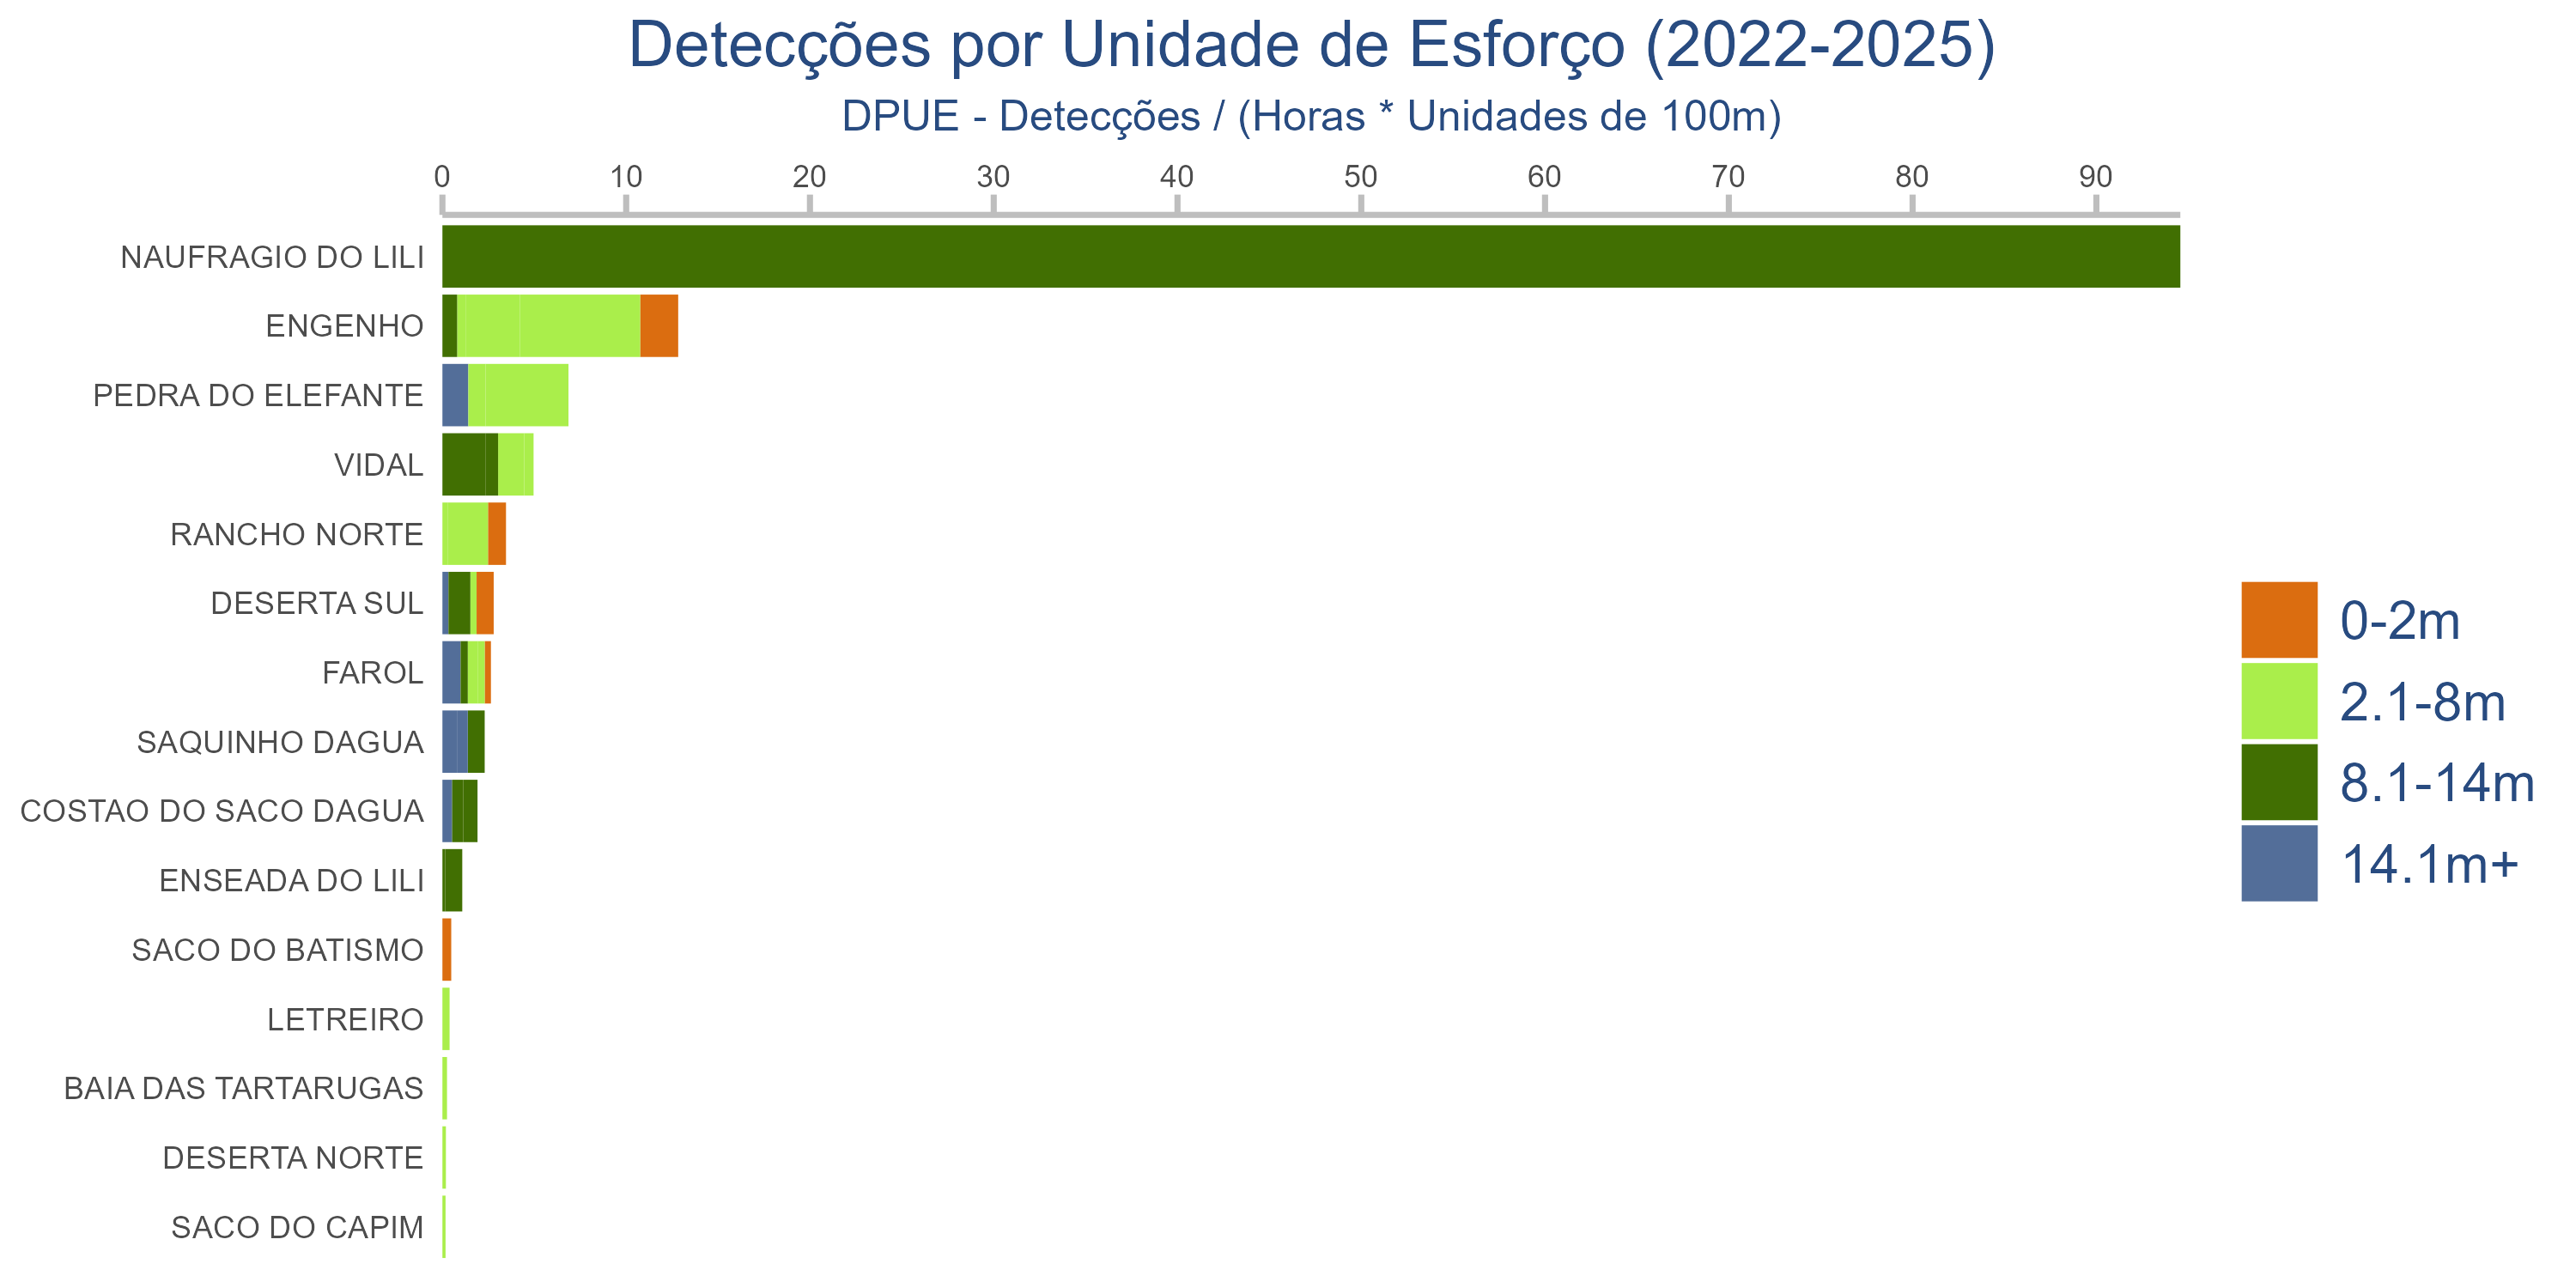 Detecções por Unidade de Esforço (2022-2025)
DPUE - Detecções / (Horas * Unidades de 100m)
0 10 20 30 40 50 60 70 80 90
NAUFRAGIO DO LILI
ENGENHO
PEDRA DO ELEFANTE
VIDAL
RANCHO NORTE
DESERTA SUL
FAROL
SAQUINHO DAGUA
COSTAO DO SACO DAGUA
ENSEADA DO LILI
SACO DO BATISMO
LETREIRO
BAIA DAS TARTARUGAS
DESERTA NORTE
SACO DO CAPIM
0-2m
2.1-8m
8.1-14m
14.1m+